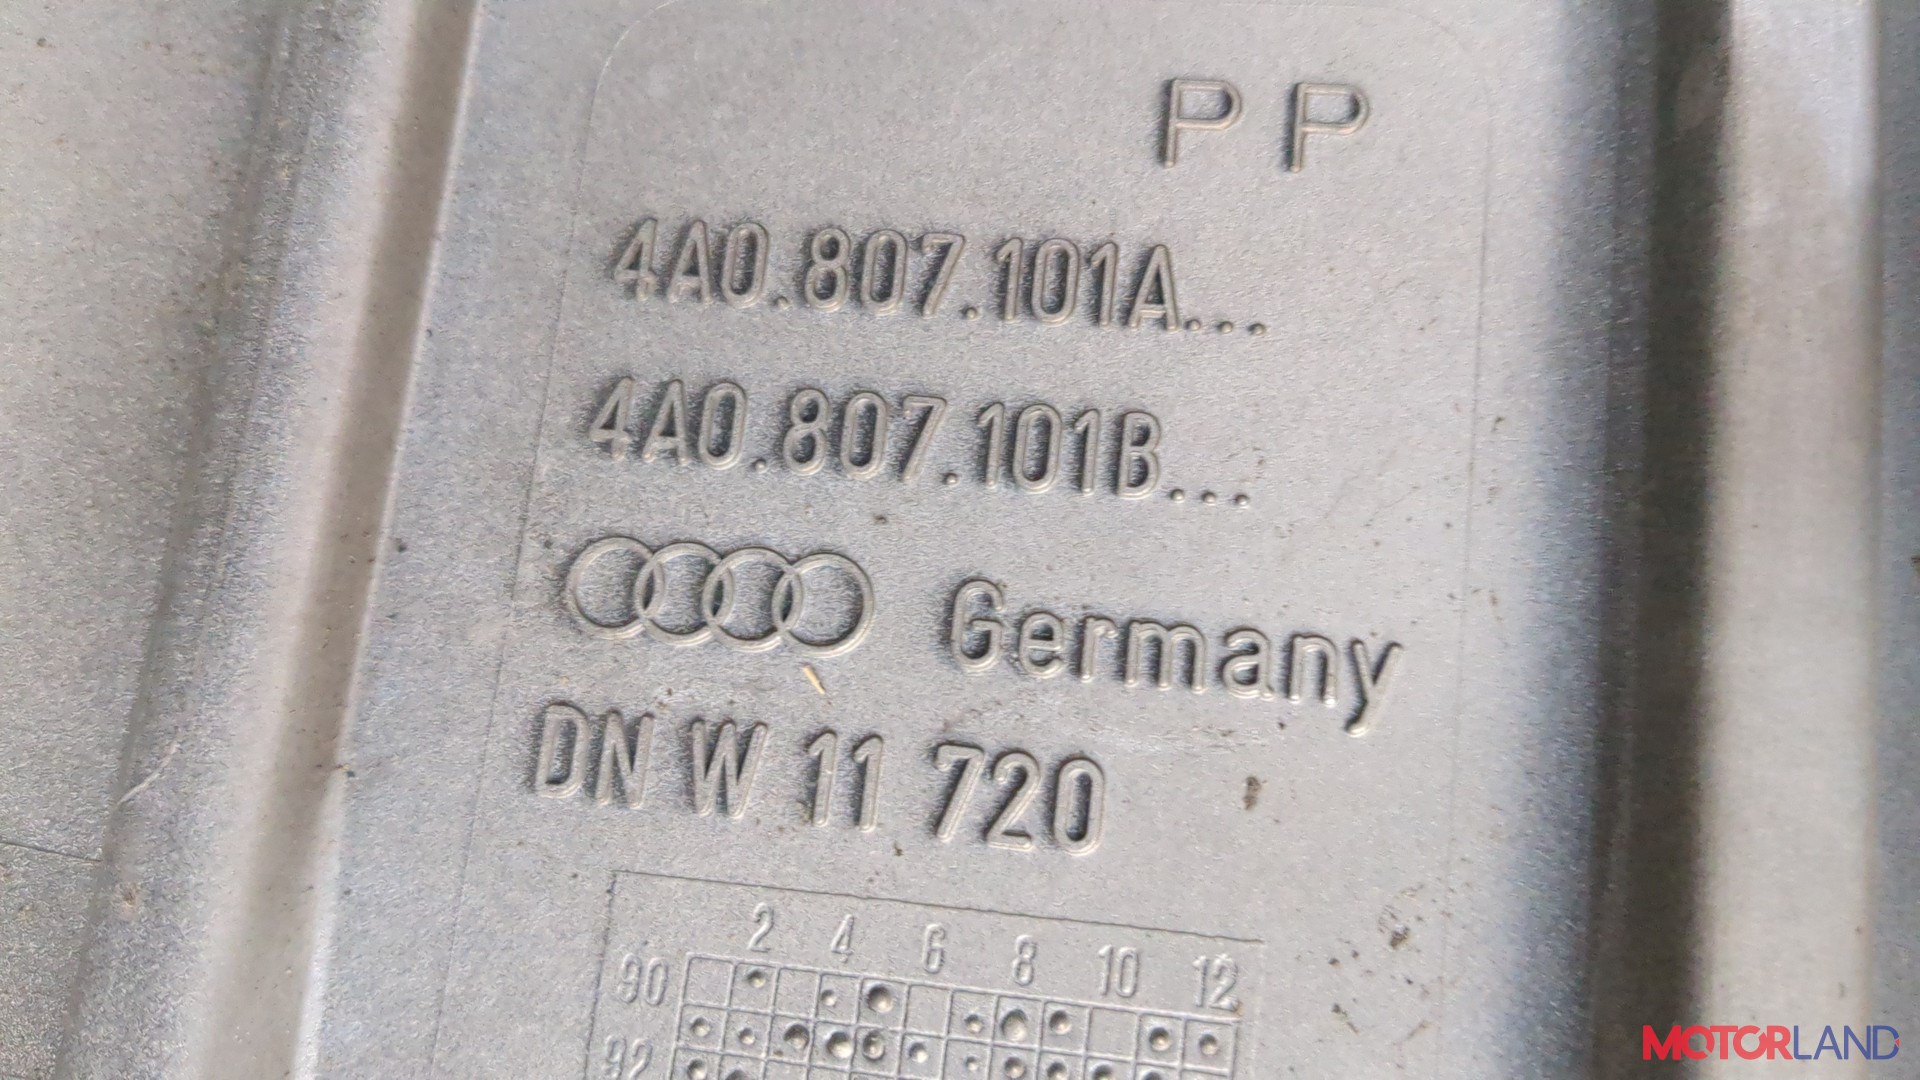 PP
4A0.807.101A...
4A0.807.101B...
Germany
DN W 11 720
2 4 6 8 10 12
90
92
MOTORLAND